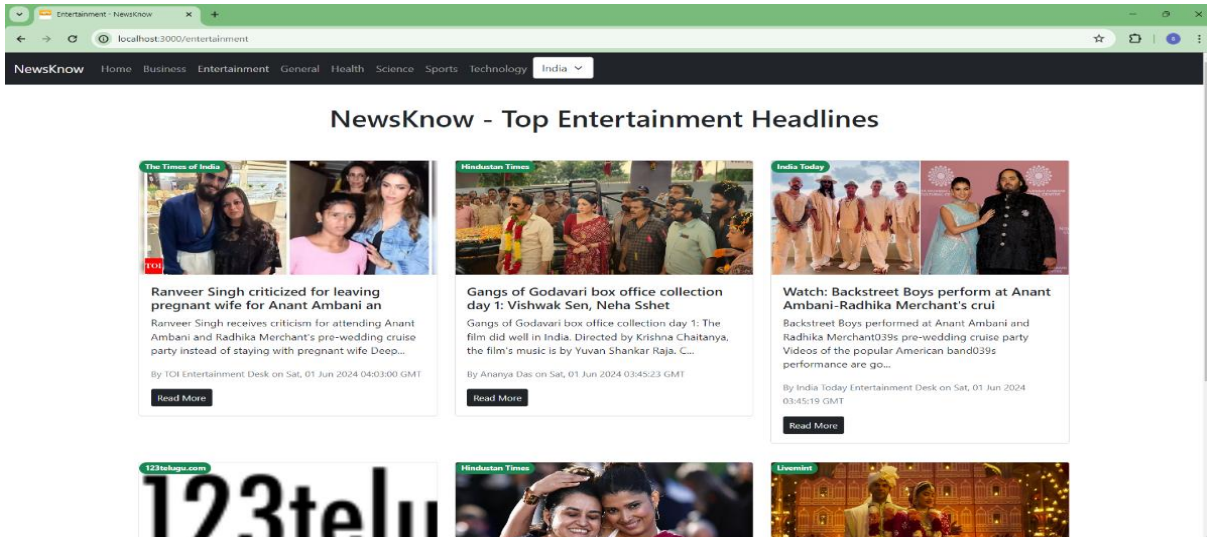 Entertainment - NewsKnow
localhost:3000/entertainment
NewsKnow Home Business Entertainment General Health Science Sports Technology India
NewsKnow - Top Entertainment Headlines
The Times of India
TOI
Ranveer Singh criticized for leaving
pregnant wife for Anant Ambani an
Ranveer Singh receives criticism for attending Anant
Ambani and Radhika Merchant's pre-wedding cruise
party instead of staying with pregnant wife Deep...
By TOI Entertainment Desk on Sat, 01 Jun 2024 04:03:00 GMT
Read More
Hindustan Times
Gangs of Godavari box office collection
day 1: Vishwak Sen, Neha Sshet
Gangs of Godavari box office collection day 1: The
film did well in India. Directed by Krishna Chaitanya,
the film's music is by Yuvan Shankar Raja. C...
By Ananya Das on Sat, 01 Jun 2024 03:45:23 GMT
Read More
India Today
Watch: Backstreet Boys perform at Anant
Ambani-Radhika Merchant's crui
Backstreet Boys performed at Anant Ambani and
Radhika Merchant039s pre-wedding cruise party
Videos of the popular American band039s
performance are go...
By India Today Entertainment Desk on Sat, 01 Jun 2024
03:45:19 GMT
Read More
123telugu.com
123telu
Hindustan Times
Livemint